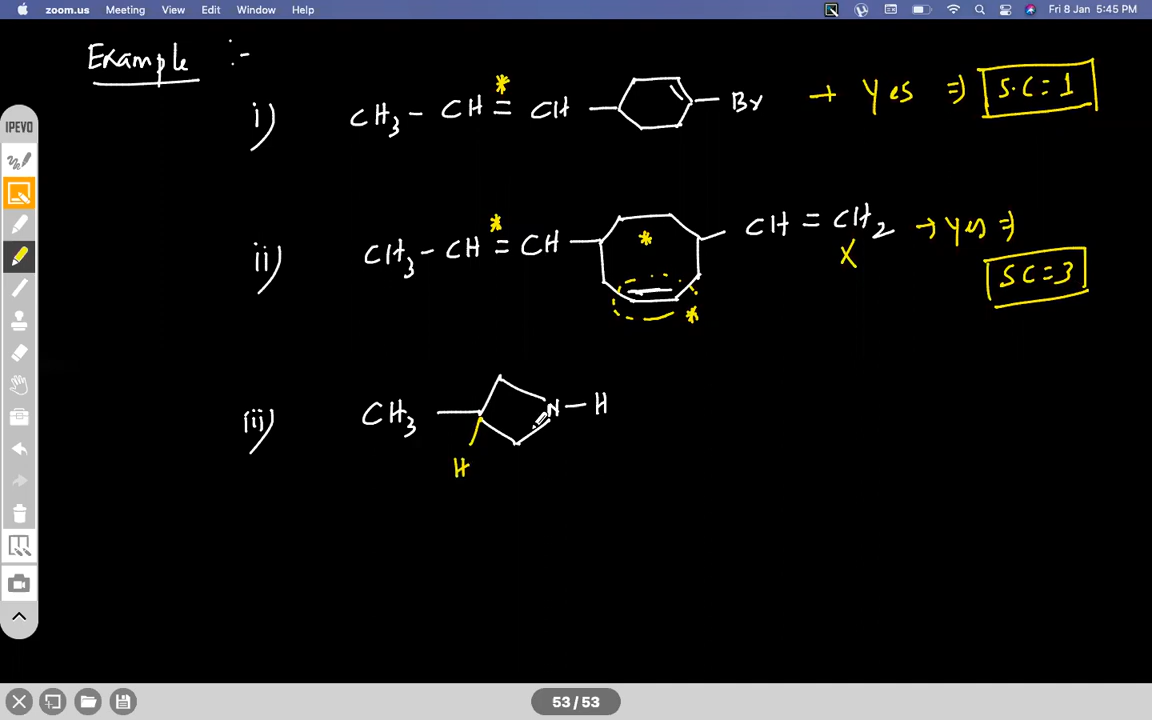 zoom.us Meeting View Edit Window Help Fri 8 Jan 5:45 PM
Example :-
IPEVO
i) CH3 - CH = CH - Br → Yes ⇒ S.C = 1
*
ii) CH3 - CH = CH - CH = CH2 → Yes ⇒
* * *
X
SC = 3
iii) CH3 - N - H
H
53 / 53